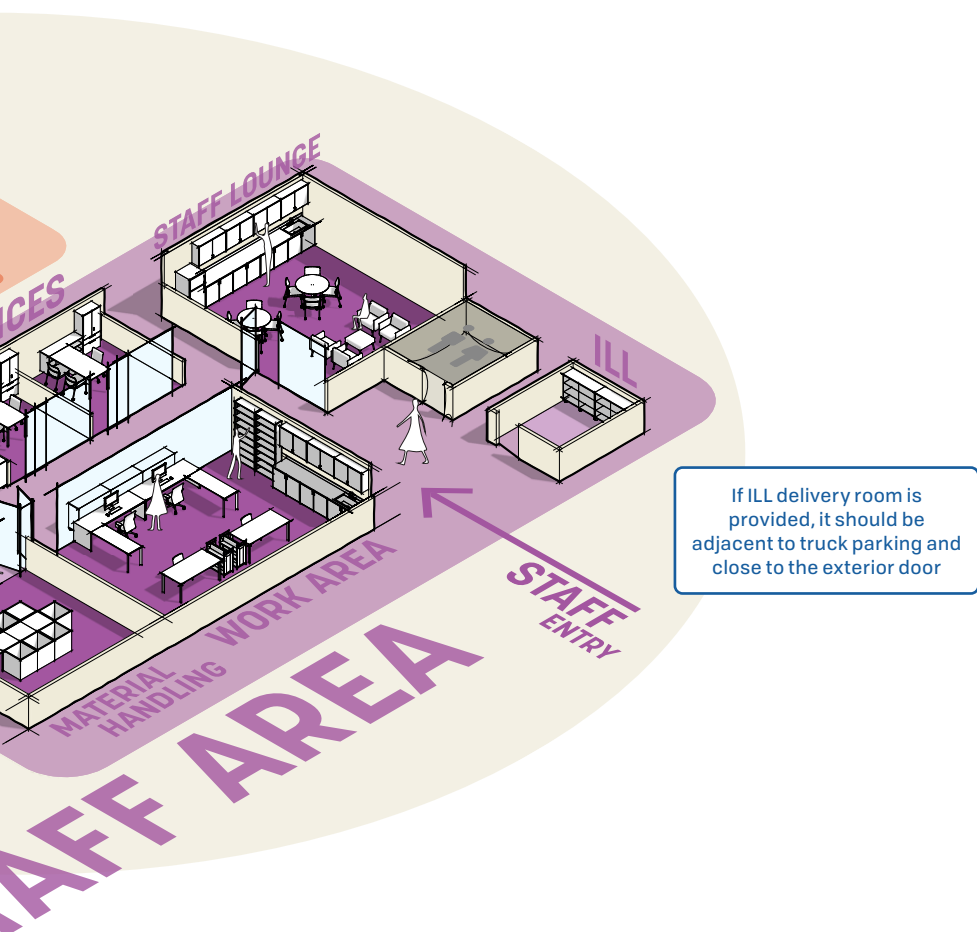 STAFF LOUNGE
ICES
ILL
If ILL delivery room is
provided, it should be
adjacent to truck parking and
close to the exterior door
WORK AREA
STAFF
ENTRY
MATERIAL
HANDLING
AFF AREA